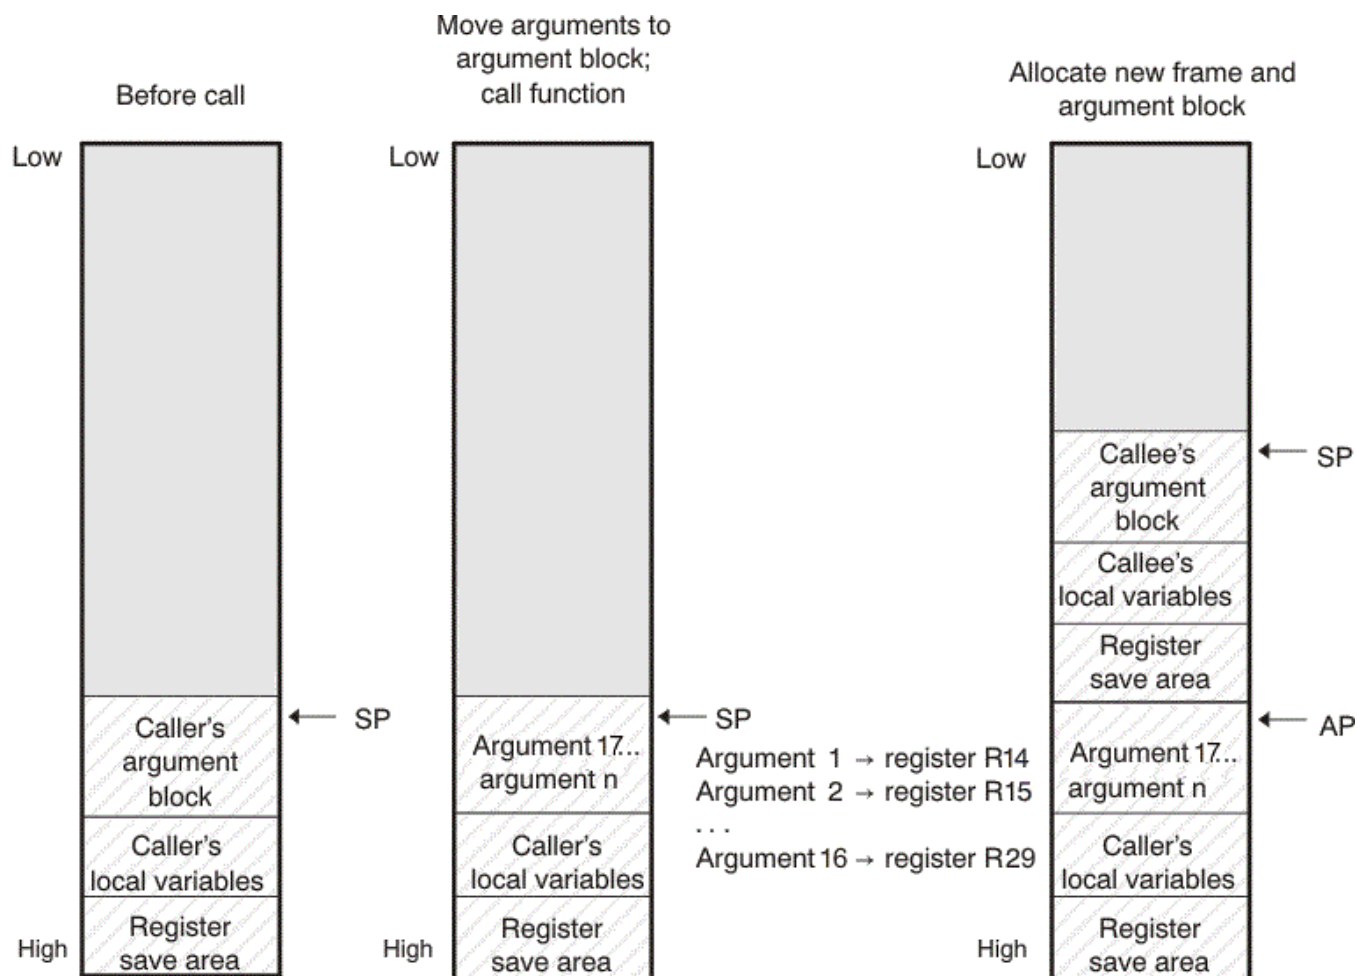 Before call
Low
Caller's
argument
block
SP
Caller's
local variables
Register
save area
High
Move arguments to
argument block;
call function
Low
SP
Argument 17...
argument n
Caller's
local variables
Register
save area
High
Argument 1 → register R14
Argument 2 → register R15
. . .
Argument 16 → register R29
Allocate new frame and
argument block
Low
Callee's
argument
block
SP
Callee's
local variables
Register
save area
AP
Argument 17...
argument n
Caller's
local variables
Register
save area
High